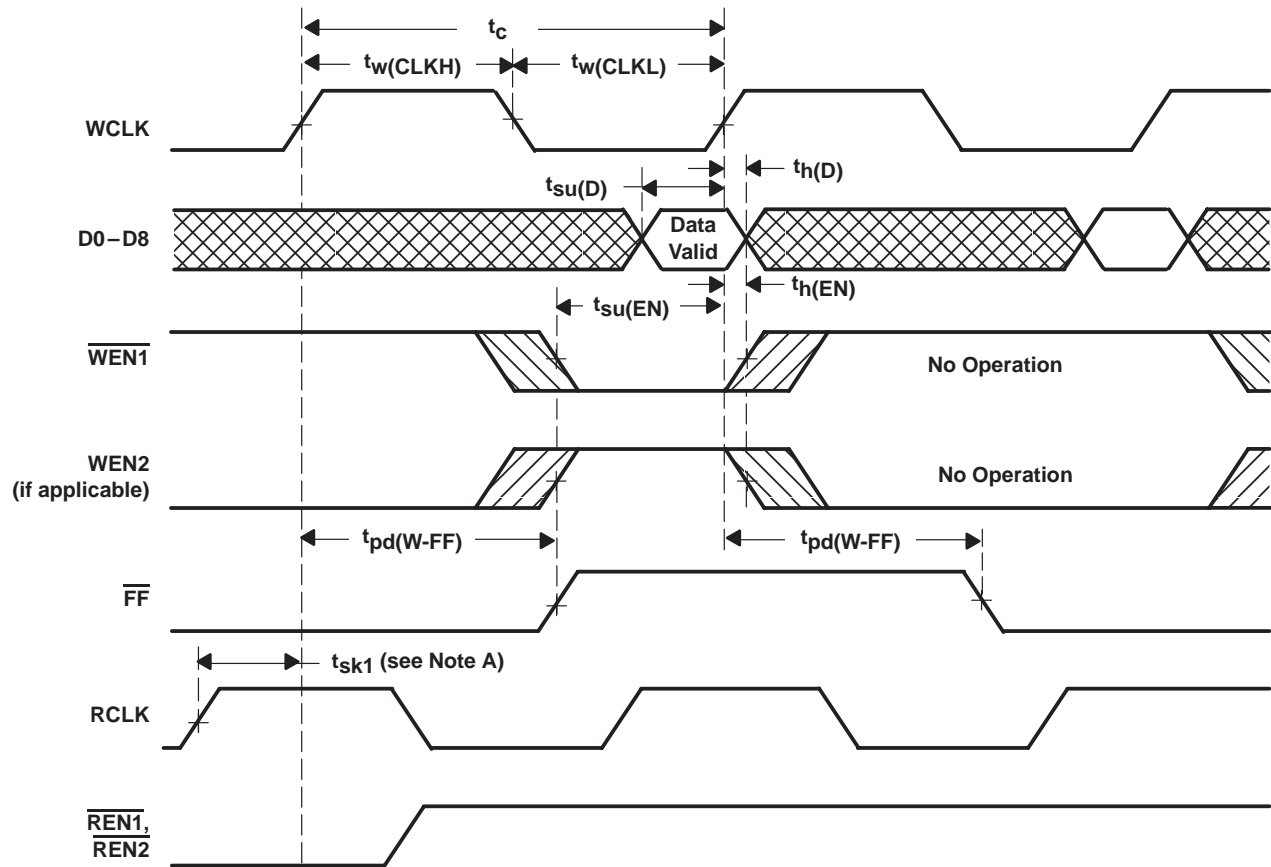 tc
tw(CLKH) tw(CLKL)
WCLK
tsu(D) th(D)
D0–D8 Data Valid
tsu(EN) th(EN)
WEN1 No Operation
WEN2
(if applicable) No Operation
tpd(W-FF) tpd(W-FF)
FF
tsk1 (see Note A)
RCLK
REN1,
REN2